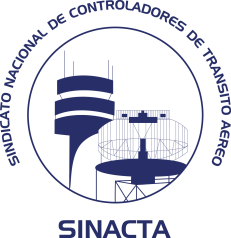 SINDICATO NACIONAL DE CONTROLADORES DE TRANSITO AEREO
SINACTA